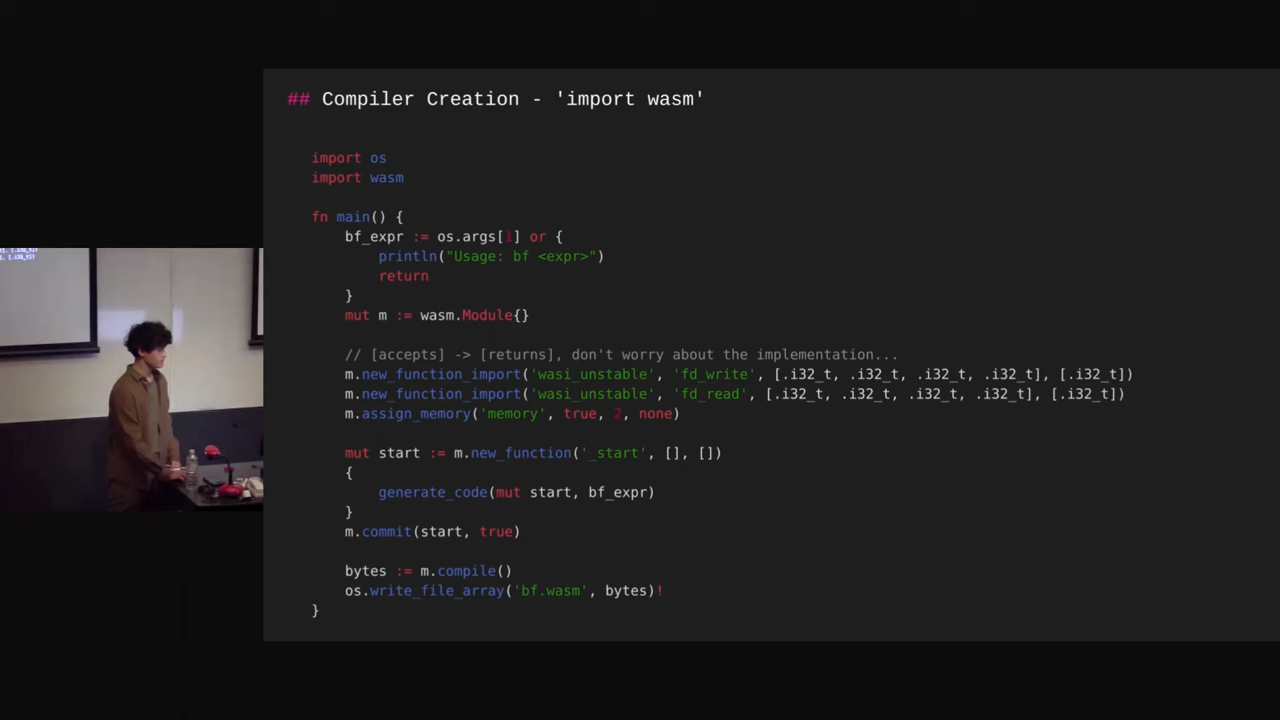 ## Compiler Creation - 'import wasm'
import os
import wasm
fn main() {
bf_expr := os.args[1] or {
println("Usage: bf <expr>")
return
}
mut m := wasm.Module{}
// [accepts] -> [returns], don't worry about the implementation...
m.new_function_import('wasi_unstable', 'fd_write', [.i32_t, .i32_t, .i32_t, .i32_t], [.i32_t])
m.new_function_import('wasi_unstable', 'fd_read', [.i32_t, .i32_t, .i32_t, .i32_t], [.i32_t])
m.assign_memory('memory', true, 2, none)
mut start := m.new_function('_start', [], [])
{
generate_code(mut start, bf_expr)
}
m.commit(start, true)
bytes := m.compile()
os.write_file_array('bf.wasm', bytes)!
}